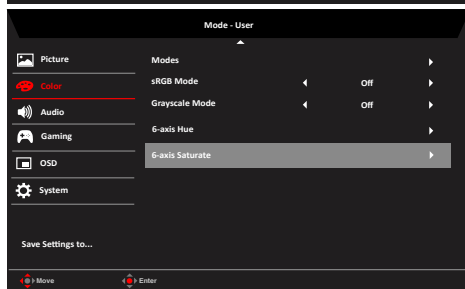 Mode - User
Picture
Color
Audio
Gaming
OSD
System
Save Settings to...
Modes
sRGB Mode Off
Grayscale Mode Off
6-axis Hue
6-axis Saturate
Move Enter